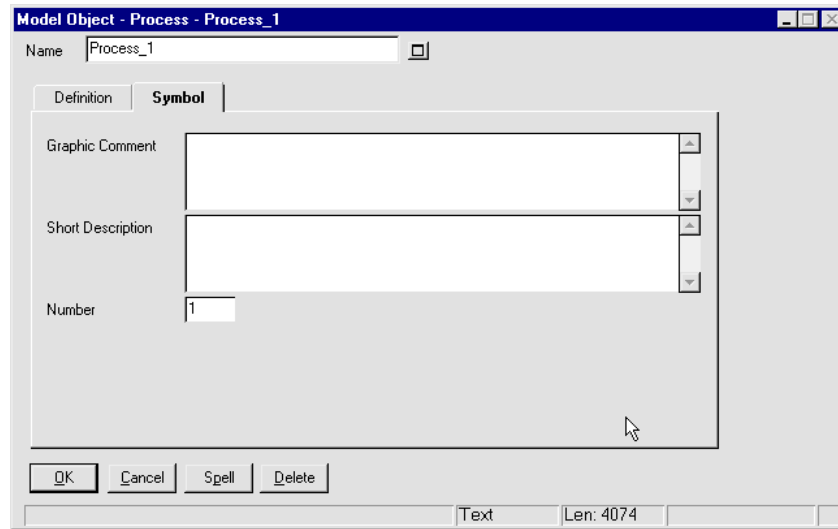 Model Object - Process - Process_1
Name Process_1
Definition Symbol
Graphic Comment
Short Description
Number 1
OK Cancel Spell Delete
Text Len: 4074